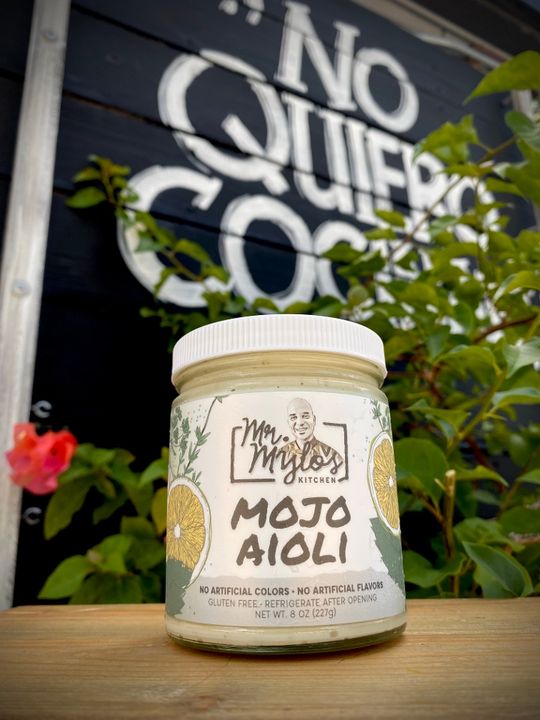 "NO
QUIERO
Mr.
Mylo's
KITCHEN
MOJO
AIOLI
NO ARTIFICIAL COLORS • NO ARTIFICIAL FLAVORS
GLUTEN FREE • REFRIGERATE AFTER OPENING
NET WT. 8 OZ (227g)